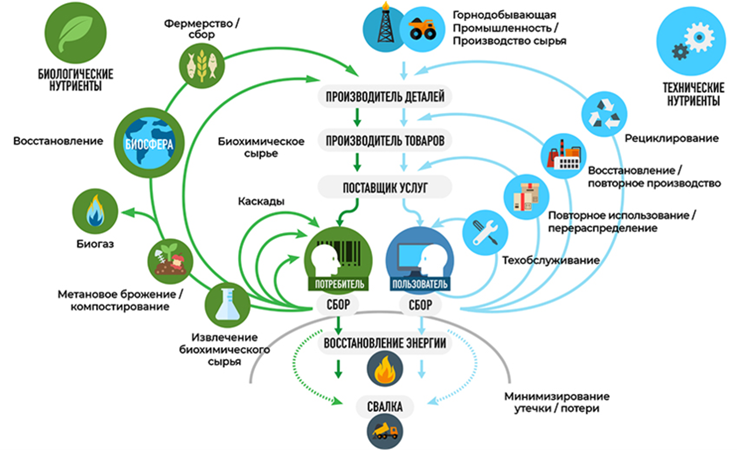 Фермерство /
сбор
Горнодобывающая
Промышленность /
Производство сырья
БИОЛОГИЧЕСКИЕ
НУТРИЕНТЫ
ТЕХНИЧЕСКИЕ
НУТРИЕНТЫ
ПРОИЗВОДИТЕЛЬ ДЕТАЛЕЙ
Восстановление
БИОСФЕРА
Биохимическое
сырье
ПРОИЗВОДИТЕЛЬ ТОВАРОВ
Рециклирование
Восстановление /
повторное производство
ПОСТАВЩИК УСЛУГ
Каскады
Повторное использование /
перераспределение
Биогаз
Техобслуживание
ПОТРЕБИТЕЛЬ
ПОЛЬЗОВАТЕЛЬ
Метановое брожение /
компостирование
СБОР
СБОР
Извлечение
биохимического
сырья
ВОССТАНОВЛЕНИЕ ЭНЕРГИИ
Минимизирование
утечки / потери
СВАЛКА